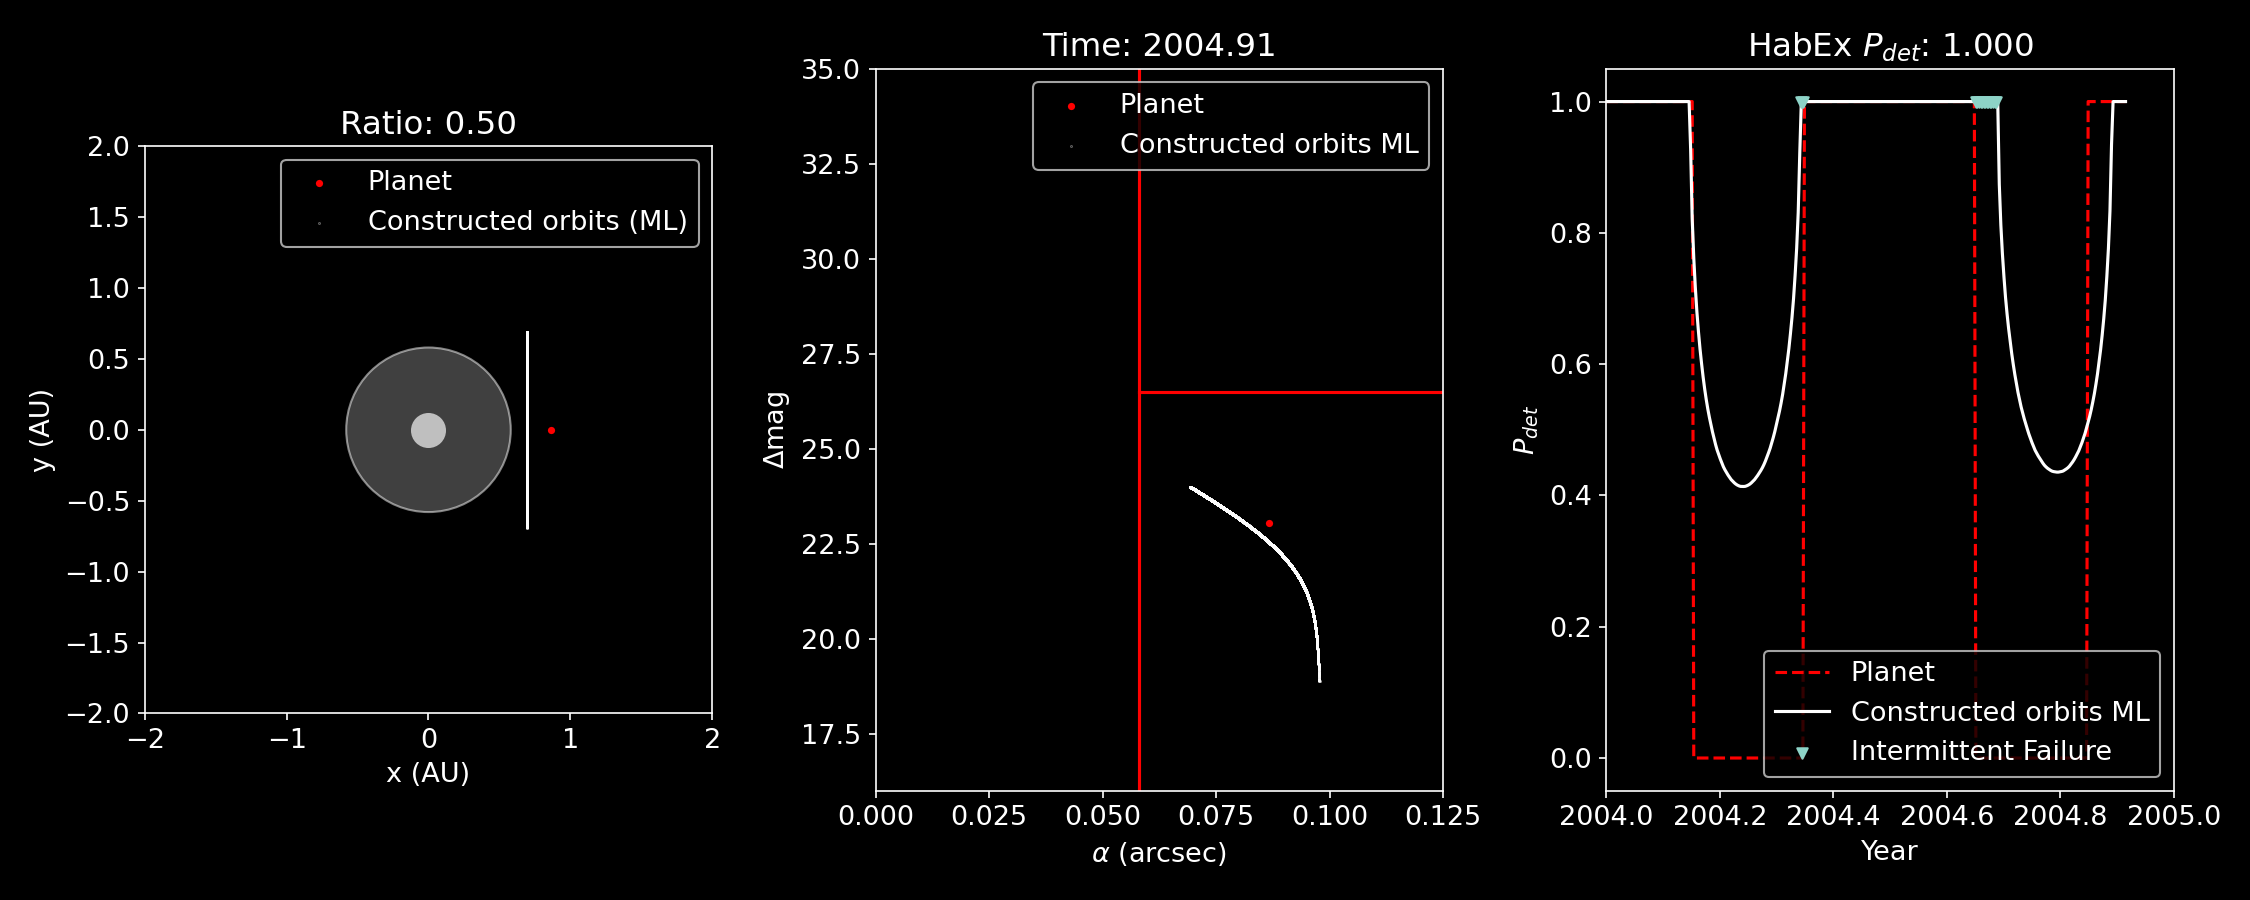 Ratio: 0.50
Planet
Constructed orbits (ML)
y (AU)
2.0
1.5
1.0
0.5
0.0
−0.5
−1.0
−1.5
−2.0
−2
−1
0
1
2
x (AU)
Time: 2004.91
Planet
Constructed orbits ML
Δmag
35.0
32.5
30.0
27.5
25.0
22.5
20.0
17.5
0.000
0.025
0.050
0.075
0.100
0.125
α (arcsec)
HabEx P_det: 1.000
P_det
1.0
0.8
0.6
0.4
0.2
0.0
Planet
Constructed orbits ML
Intermittent Failure
2004.0
2004.2
2004.4
2004.6
2004.8
2005.0
Year